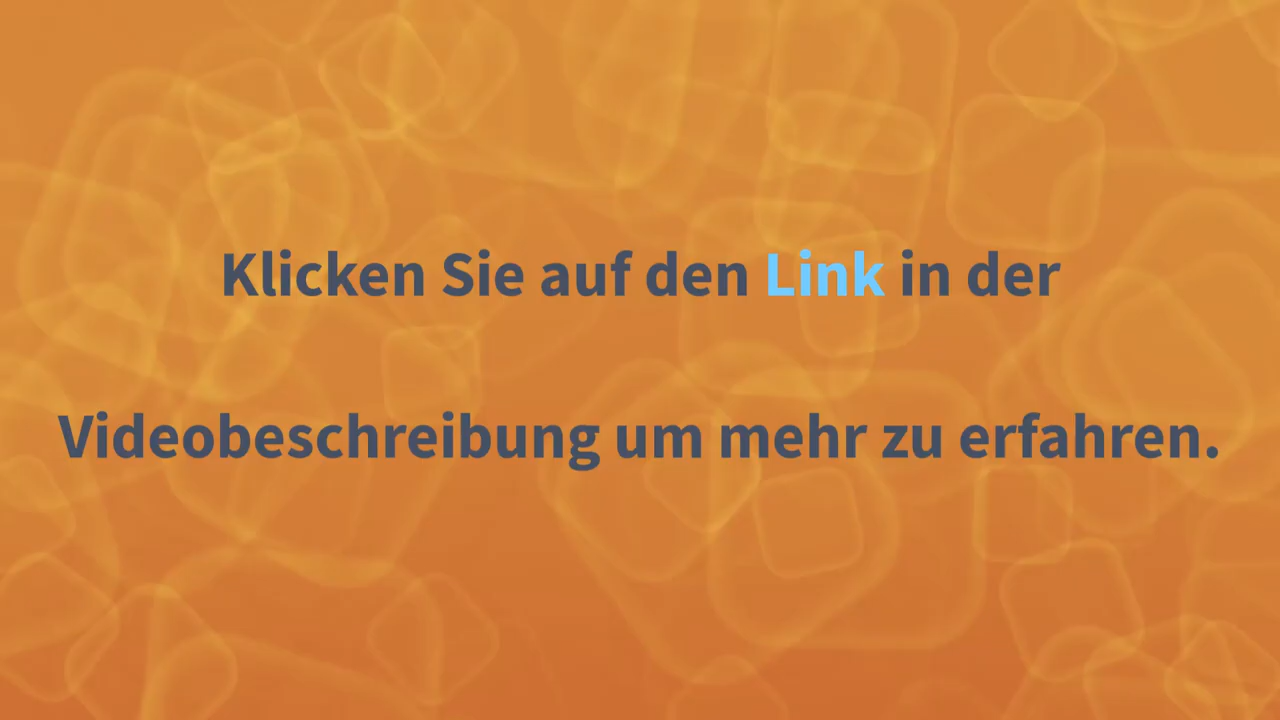 Klicken Sie auf den Link in der
Videobeschreibung um mehr zu erfahren.